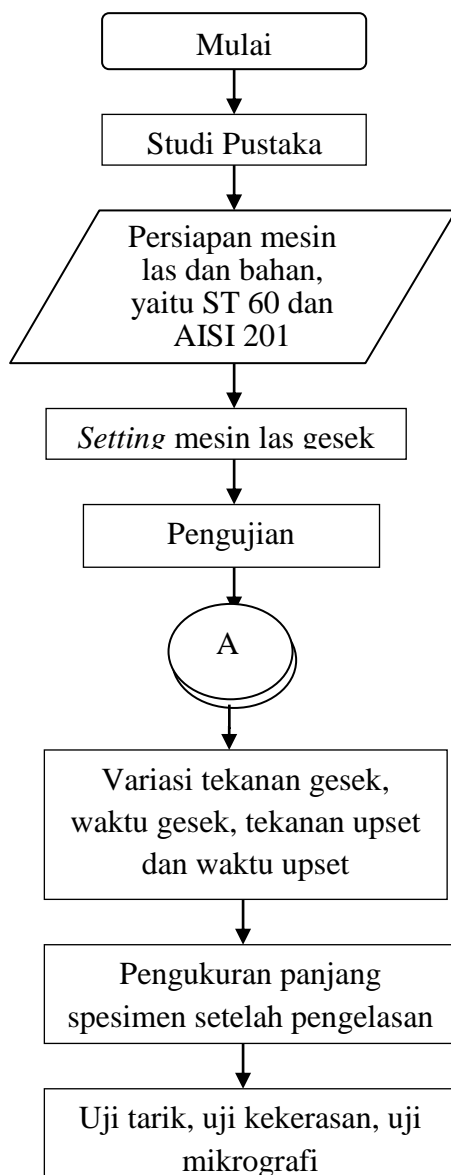 Mulai
Studi Pustaka
Persiapan mesin
las dan bahan,
yaitu ST 60 dan
AISI 201
Setting mesin las gesek
Pengujian
A
Variasi tekanan gesek,
waktu gesek, tekanan upset
dan waktu upset
Pengukuran panjang
spesimen setelah pengelasan
Uji tarik, uji kekerasan, uji
mikrografi